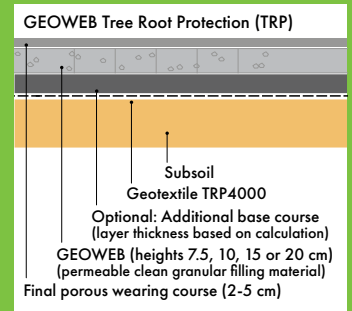 GEOWEB Tree Root Protection (TRP)
Subsoil
Geotextile TRP4000
Optional: Additional base course
(layer thickness based on calculation)
GEOWEB (heights 7.5, 10, 15 or 20 cm)
(permeable clean granular filling material)
Final porous wearing course (2-5 cm)